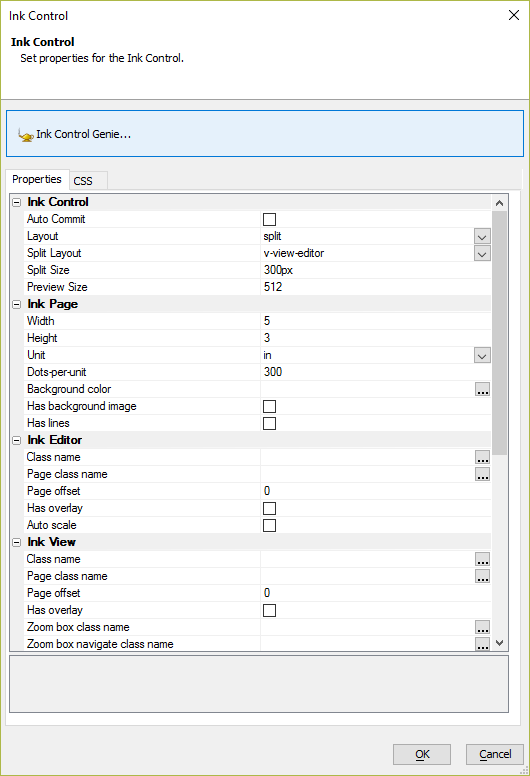 Ink Control
Ink Control
Set properties for the Ink Control.
Ink Control Genie...
Properties CSS
Ink Control
Auto Commit
Layout split
Split Layout v-view-editor
Split Size 300px
Preview Size 512
Ink Page
Width 5
Height 3
Unit in
Dots-per-unit 300
Background color ...
Has background image
Has lines
Ink Editor
Class name ...
Page class name ...
Page offset 0
Has overlay
Auto scale
Ink View
Class name ...
Page class name ...
Page offset 0
Has overlay
Zoom box class name ...
Zoom box navigate class name ...
OK Cancel